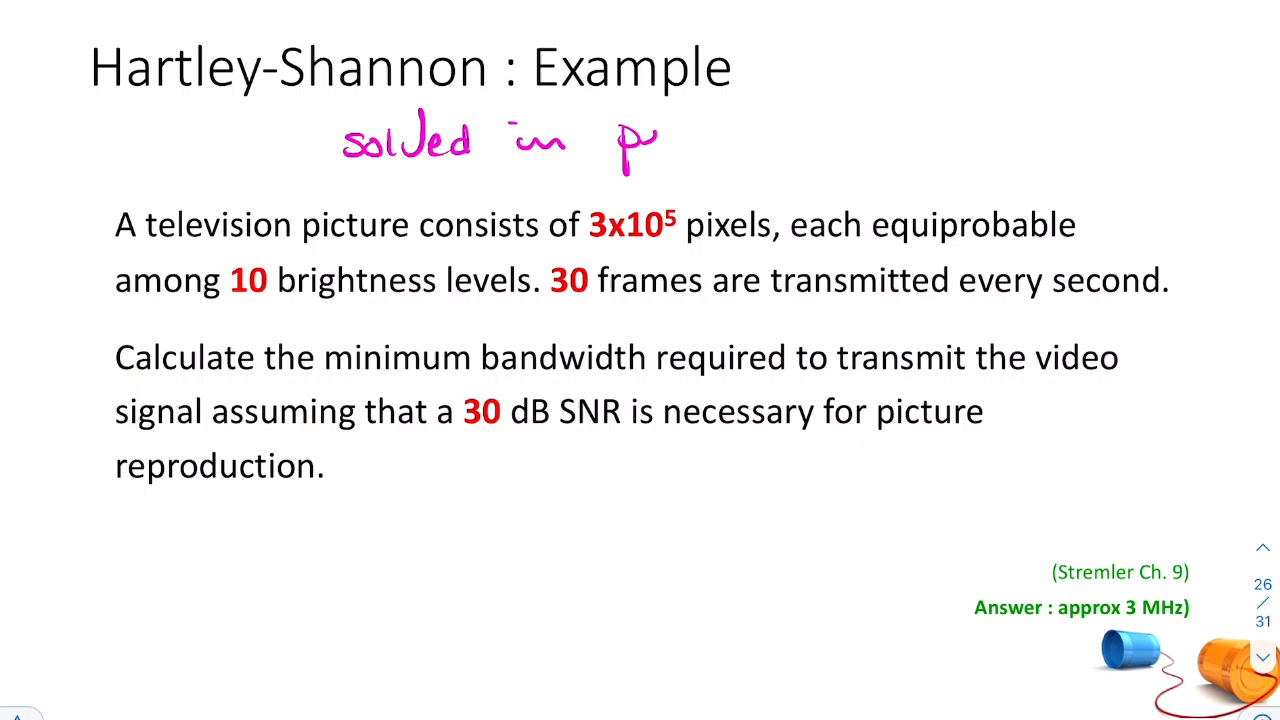 Hartley-Shannon : Example
solved in
A television picture consists of 3x10⁵ pixels, each equiprobable
among 10 brightness levels. 30 frames are transmitted every second.
Calculate the minimum bandwidth required to transmit the video
signal assuming that a 30 dB SNR is necessary for picture
reproduction.
(Stremler Ch. 9)
Answer : approx 3 MHz)
26
/
31